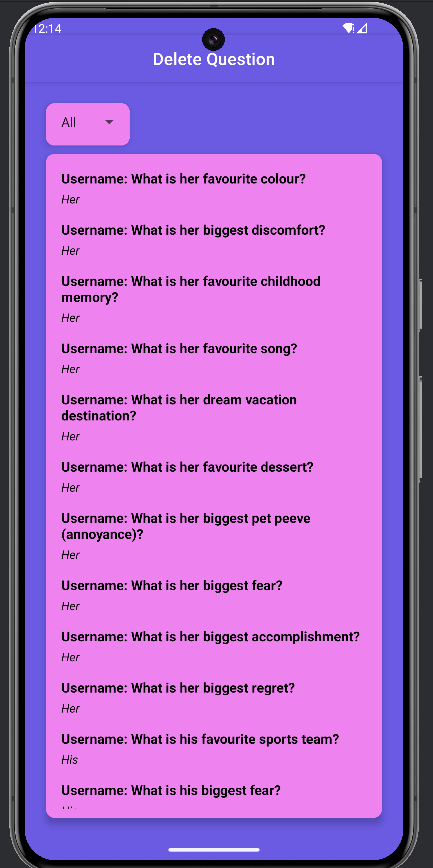 12:14
Delete Question
All
Username: What is her favourite colour?
Her
Username: What is her biggest discomfort?
Her
Username: What is her favourite childhood
memory?
Her
Username: What is her favourite song?
Her
Username: What is her dream vacation
destination?
Her
Username: What is her favourite dessert?
Her
Username: What is her biggest pet peeve
(annoyance)?
Her
Username: What is her biggest fear?
Her
Username: What is her biggest accomplishment?
Her
Username: What is her biggest regret?
Her
Username: What is his favourite sports team?
His
Username: What is his biggest fear?